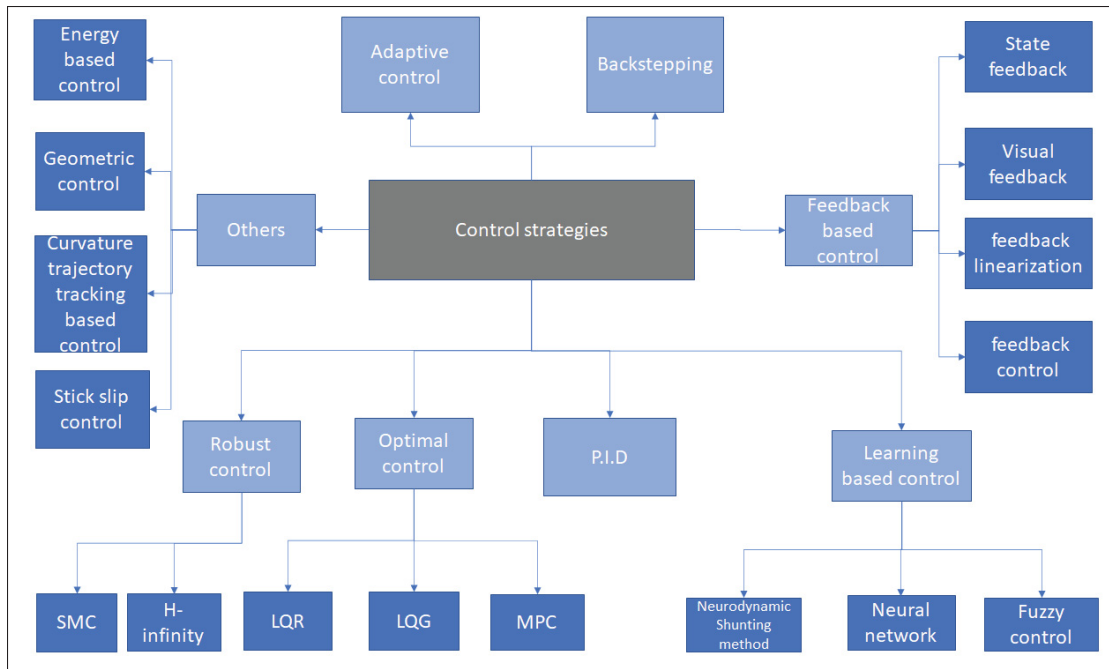 Energy
based
control
Adaptive
control
Backstepping
State
feedback
Geometric
control
Visual
feedback
Others
Control strategies
Feedback
based
control
Curvature
trajectory
tracking
based
control
feedback
linearization
feedback
control
Stick slip
control
Robust
control
Optimal
control
P.I.D
Learning
based control
SMC
H-
infinity
LQR
LQG
MPC
Neurodynamic
Shunting
method
Neural
network
Fuzzy
control